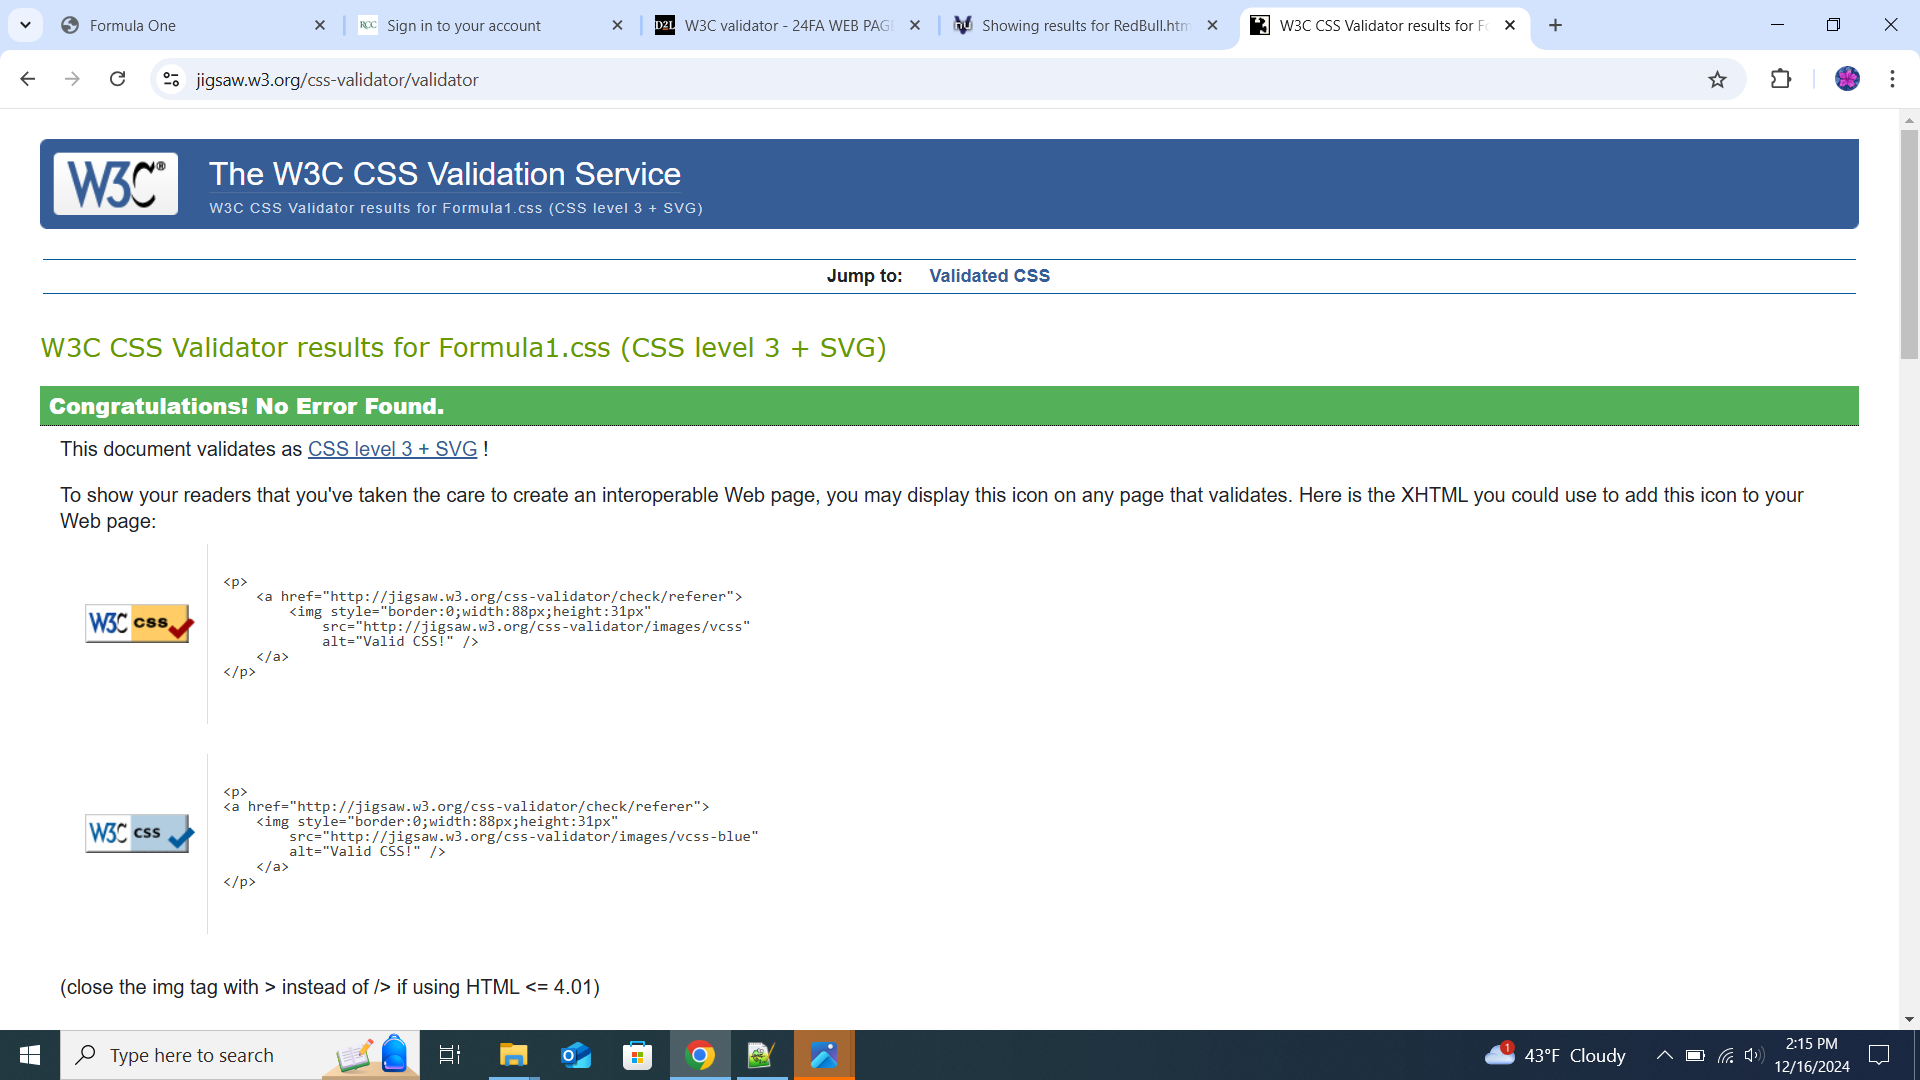 Formula One
RCC
Sign in to your account
D2L
W3C validator - 24FA WEB PAG
nu
Showing results for RedBull.htm
W3C CSS Validator results for Fo
jigsaw.w3.org/css-validator/validator
W3C®
The W3C CSS Validation Service
W3C CSS Validator results for Formula1.css (CSS level 3 + SVG)
Jump to: Validated CSS
W3C CSS Validator results for Formula1.css (CSS level 3 + SVG)
Congratulations! No Error Found.
This document validates as CSS level 3 + SVG !
To show your readers that you've taken the care to create an interoperable Web page, you may display this icon on any page that validates. Here is the XHTML you could use to add this icon to your
Web page:
W3C css
<p>
    <a href="http://jigsaw.w3.org/css-validator/check/referer">
        <img style="border:0;width:88px;height:31px"
            src="http://jigsaw.w3.org/css-validator/images/vcss"
            alt="Valid CSS!" />
    </a>
</p>
W3C css
<p>
<a href="http://jigsaw.w3.org/css-validator/check/referer">
    <img style="border:0;width:88px;height:31px"
        src="http://jigsaw.w3.org/css-validator/images/vcss-blue"
        alt="Valid CSS!" />
    </a>
</p>
(close the img tag with > instead of /> if using HTML <= 4.01)
Type here to search
1
43°F Cloudy
2:15 PM
12/16/2024